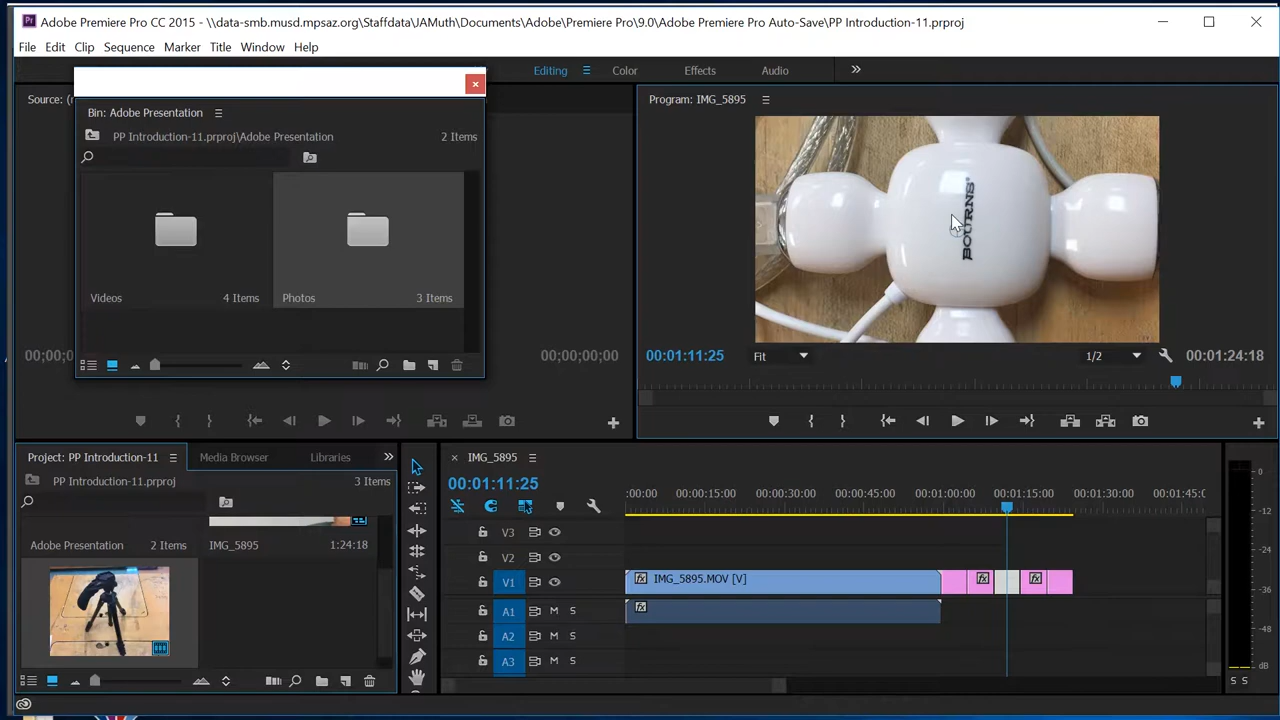 Adobe Premiere Pro CC 2015 - \\data-smb.musd.mpsaz.org\Staffdata\JAMuth\Documents\Adobe\Premiere Pro\9.0\Adobe Premiere Pro Auto-Save\PP Introduction-11.prproj
File Edit Clip Sequence Marker Title Window Help
Editing Color Effects Audio
Source:
Bin: Adobe Presentation
PP Introduction-11.prproj\Adobe Presentation 2 Items
Videos 4 Items
Photos 3 Items
00;00;00;00
Program: IMG_5895
BOURNS
00:01:11:25 Fit 1/2 00:01:24:18
Project: PP Introduction-11 Media Browser Libraries
PP Introduction-11.prproj 3 Items
Adobe Presentation 2 Items
IMG_5895 1:24:18
IMG_5895
00:01:11:25
:00:00 00:00:15:00 00:00:30:00 00:00:45:00 00:01:00:00 00:01:15:00 00:01:30:00 00:01:45:0
V3
V2
V1 IMG_5895.MOV [V]
A1 M S
A2 M S
A3 M S
0
-12
-24
-36
-48
dB
S S